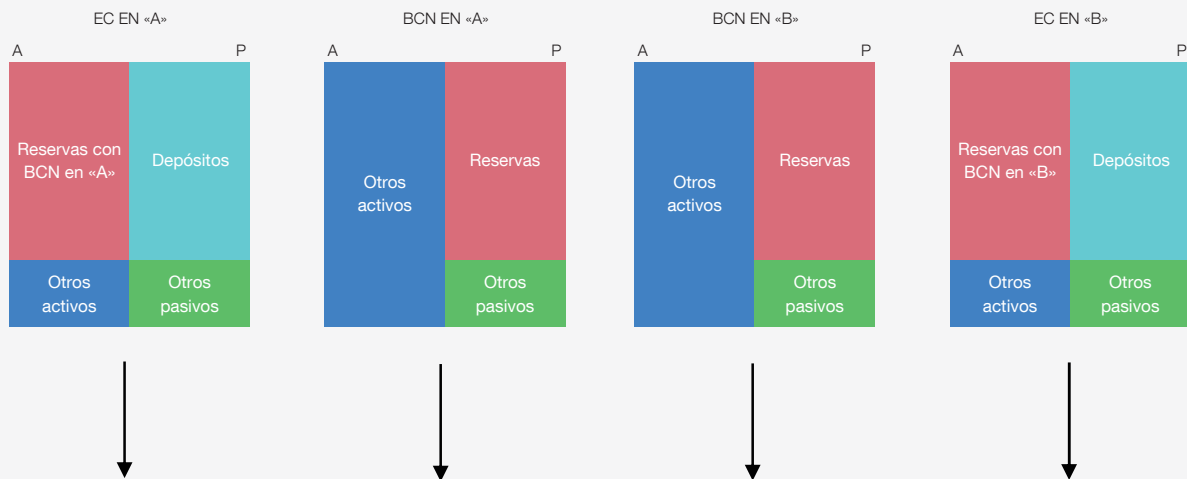 EC EN «A»
A
P
Reservas con
BCN en «A»
Depósitos
Otros
activos
Otros
pasivos
BCN EN «A»
A
P
Otros
activos
Reservas
Otros
pasivos
BCN EN «B»
A
P
Otros
activos
Reservas
Otros
pasivos
EC EN «B»
A
P
Reservas con
BCN en «B»
Depósitos
Otros
activos
Otros
pasivos